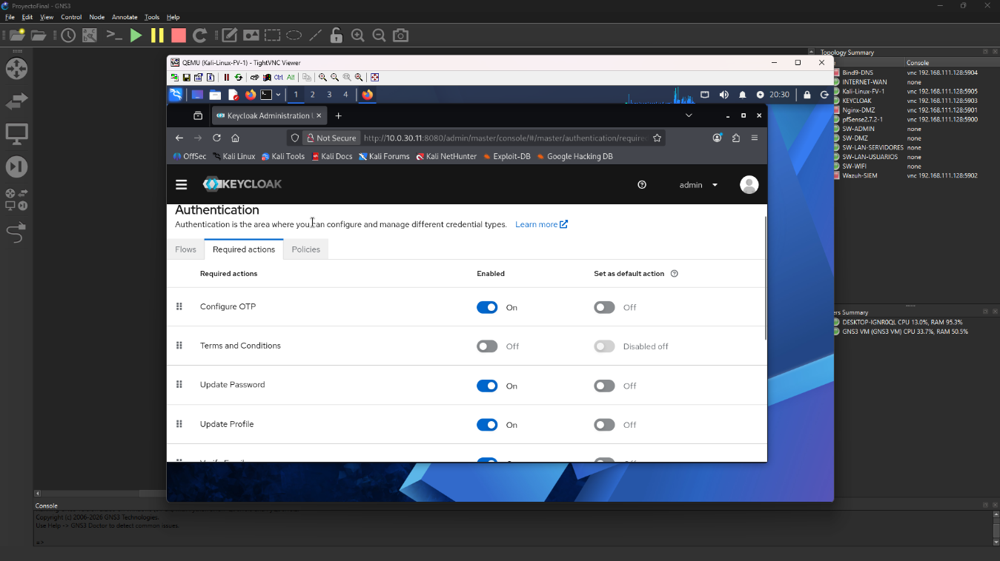 ProyectoFinal - GNS3
File Edit View Control Node Annotate Tools Help
Topology Summary
Console
Bind9-DNS vnc 192.168.111.128:5904
INTERNET-WAN none
Kali-Linux-FV-1 vnc 192.168.111.128:5905
KEYCLOAK vnc 192.168.111.128:5903
Nginx-DMZ vnc 192.168.111.128:5901
pfSense2.7.2-1 vnc 192.168.111.128:5900
SW-ADMIN none
SW-DMZ none
SW-LAN-SERVIDORES none
SW-LAN-USUARIOS none
SW-WIFI none
Wazuh-SIEM vnc 192.168.111.128:5902
QEMU (Kali-Linux-FV-1) - TightVNC Viewer
Ctrl Alt
1 2 3 4 20:30
Keycloak Administration
Not Secure http://10.0.30.11:8080/admin/master/console/#/master/authentication/require
OffSec Kali Linux Kali Tools Kali Docs Kali Forums Kali NetHunter Exploit-DB Google Hacking DB
KEYCLOAK admin
Authentication
Authentication is the area where you can configure and manage different credential types. Learn more
Flows Required actions Policies
Required actions Enabled Set as default action
Configure OTP On Off
Terms and Conditions Off Disabled off
Update Password On Off
Update Profile On Off
ers Summary
DESKTOP-IGNR0QL CPU 13.0%, RAM 95.3%
GNS3 VM (GNS3 VM) CPU 33.7%, RAM 50.5%
Console
Copyright (c) 2006-2026 GNS3 Technologies.
Use Help -> GNS3 Doctor to detect common issues.
=>